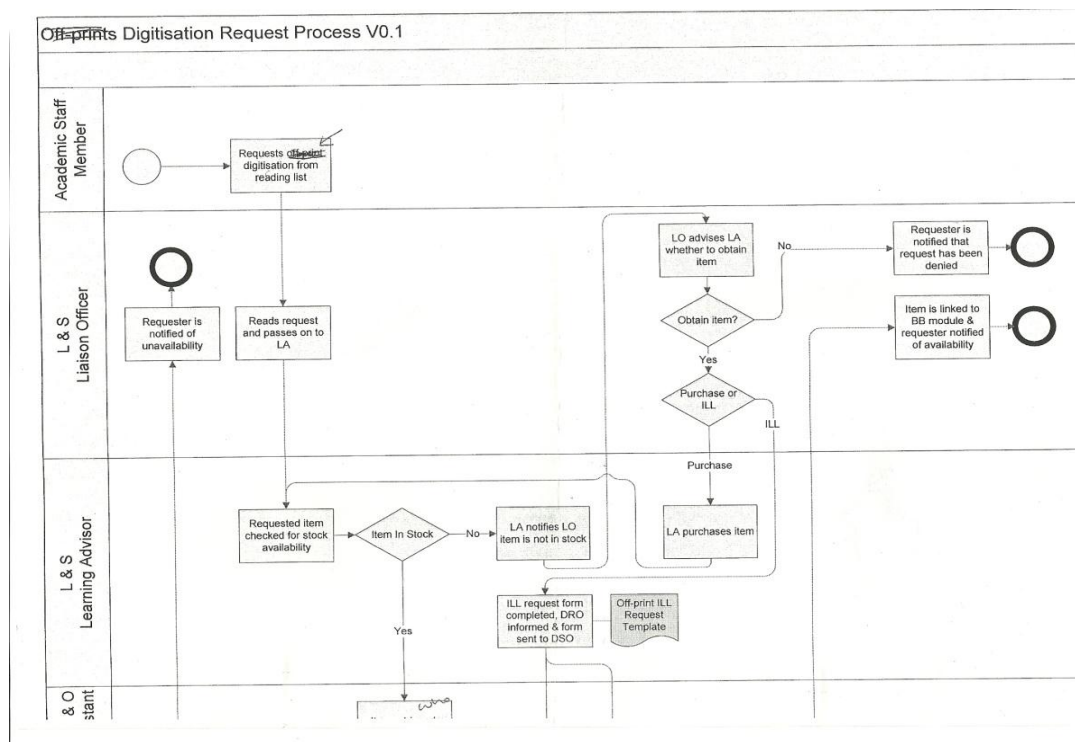 Off-prints Digitisation Request Process V0.1
Academic Staff
Member
Requests off-print
digitisation from
reading list
L & S
Liaison Officer
Requester is
notified of
unavailability
Reads request
and passes on to
LA
LO advises LA
whether to obtain
item
No
Requester is
notified that
request has been
denied
Obtain item?
Yes
Item is linked to
BB module &
requester notified
of availability
Purchase or
ILL
ILL
Purchase
L & S
Learning Advisor
Requested item
checked for stock
availability
Item In Stock
No
LA notifies LO
item is not in stock
LA purchases item
Yes
ILL request form
completed, DRO
informed & form
sent to DSO
Off-print ILL
Request
Template
& O
stant
who